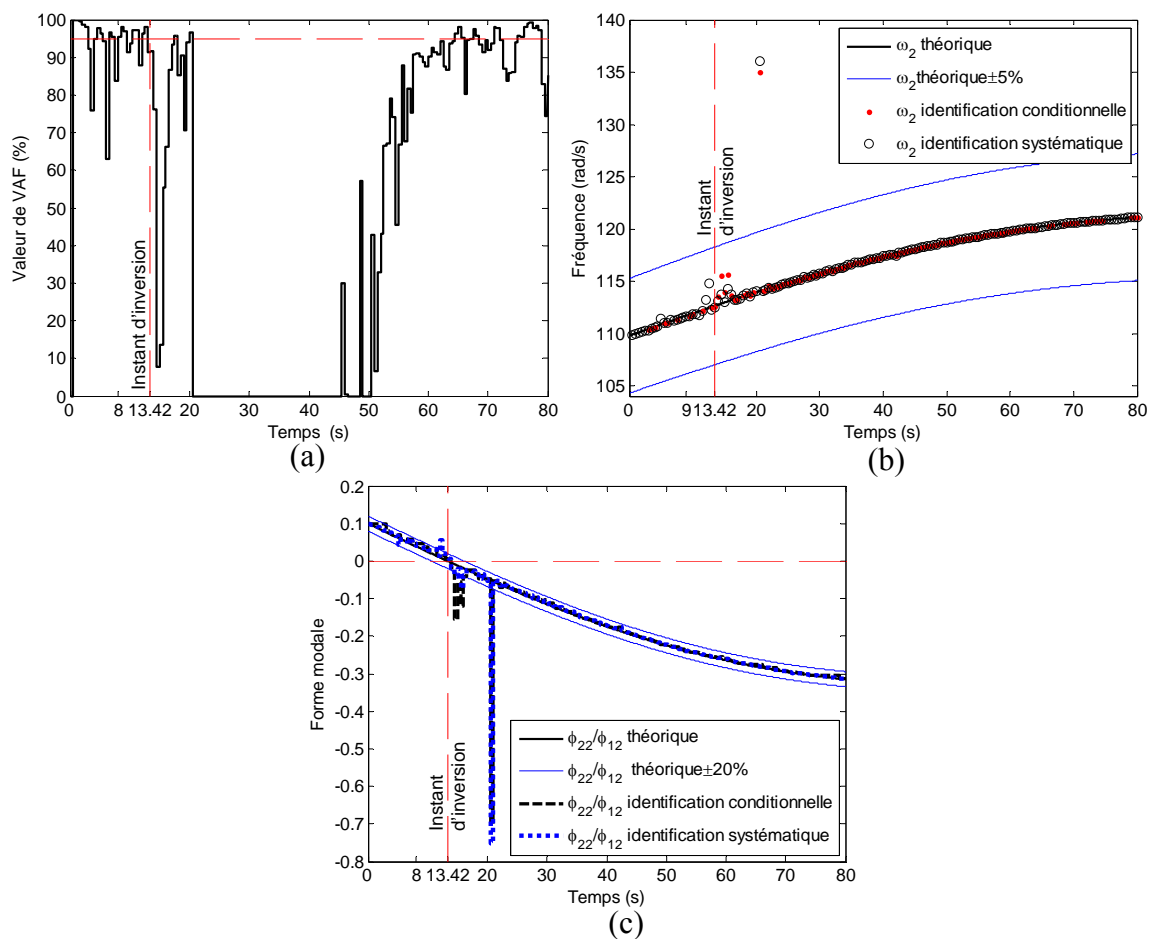 100
90
80
70
60
50
40
30
20
10
0
Valeur de VAF (%)
Instant d'inversion
0 8 13.42 20 30 40 50 60 70 80
Temps (s)
(a)
140
135
130
125
120
115
110
105
Fréquence (rad/s)
Instant
d'inversion
ω2 théorique
ω2 théorique±5%
ω2 identification conditionnelle
ω2 identification systématique
0 9 13.42 20 30 40 50 60 70 80
Temps (s)
(b)
0.2
0.1
0
-0.1
-0.2
-0.3
-0.4
-0.5
-0.6
-0.7
-0.8
Forme modale
Instant
d'inversion
ϕ22/ϕ12 théorique
ϕ22/ϕ12 théorique±20%
ϕ22/ϕ12 identification conditionnelle
ϕ22/ϕ12 identification systématique
0 8 13.42 20 30 40 50 60 70 80
Temps (s)
(c)